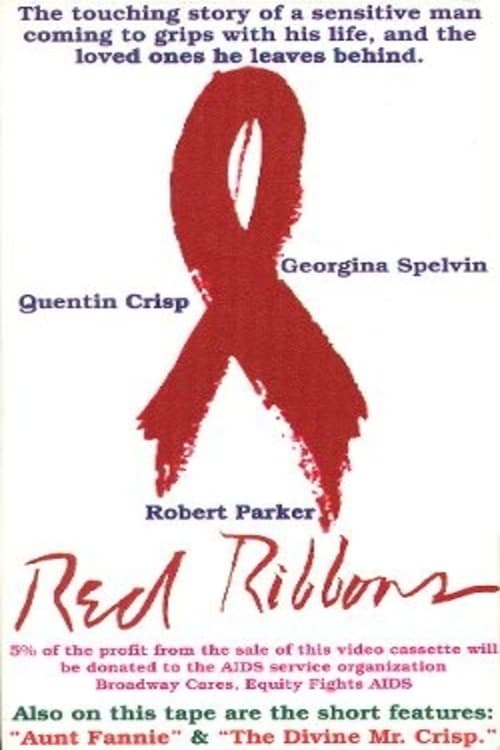 The touching story of a sensitive man
coming to grips with his life, and the
loved ones he leaves behind.
Georgina Spelvin
Quentin Crisp
Robert Parker
Red Ribbons
5% of the profit from the sale of this video cassette will
be donated to the AIDS service organization
Broadway Cares, Equity Fights AIDS
Also on this tape are the short features:
"Aunt Fannie" & "The Divine Mr. Crisp."